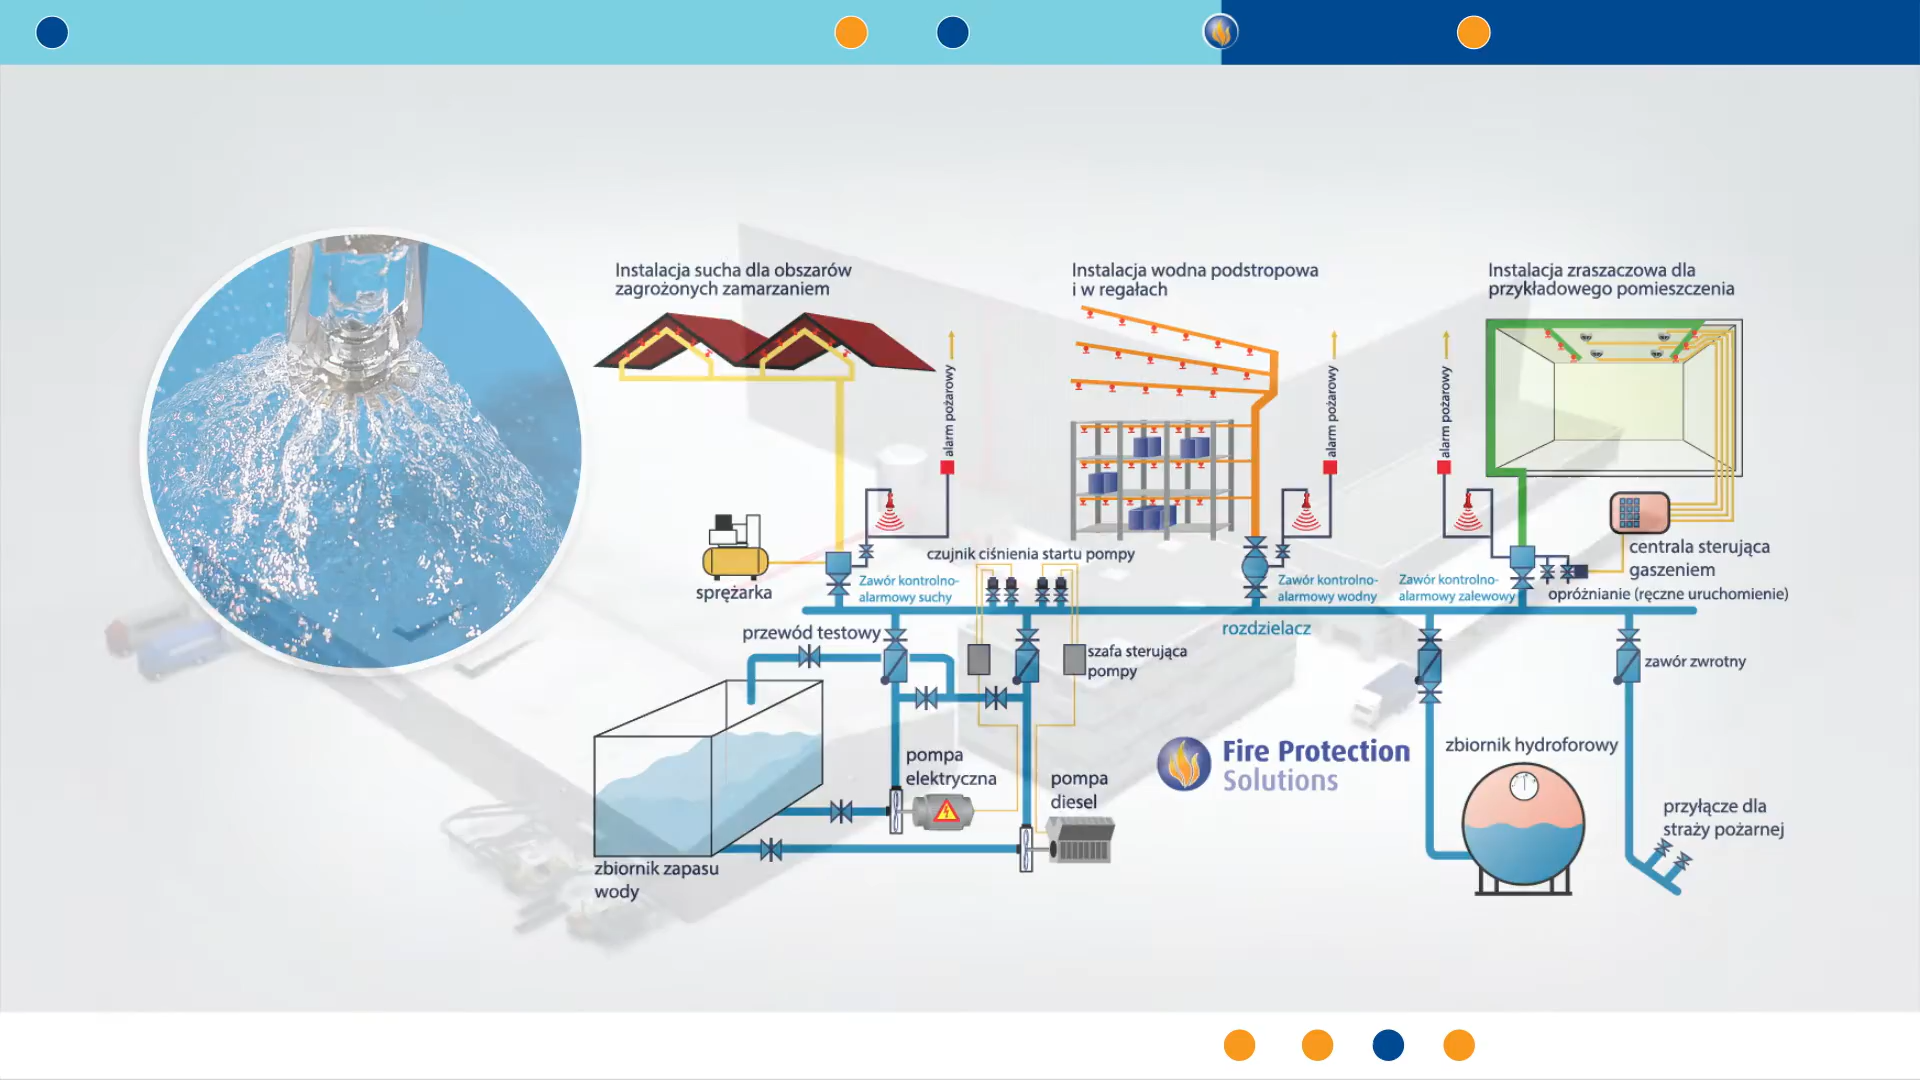 Instalacja sucha dla obszarów
zagrożonych zamarzaniem
Instalacja wodna podstropowa
i w regałach
Instalacja zraszaczowa dla
przykładowego pomieszczenia
alarm pożarowy
alarm pożarowy
alarm pożarowy
sprężarka
Zawór kontrolno-
alarmowy suchy
czujnik ciśnienia startu pompy
Zawór kontrolno-
alarmowy wodny
Zawór kontrolno-
alarmowy zalewowy
centrala sterująca
gaszeniem
opróżnianie (ręczne uruchomienie)
rozdzielacz
przewód testowy
szafa sterująca
pompy
zawór zwrotny
pompa
elektryczna
pompa
diesel
Fire Protection
Solutions
zbiornik hydroforowy
przyłącze dla
straży pożarnej
zbiornik zapasu
wody